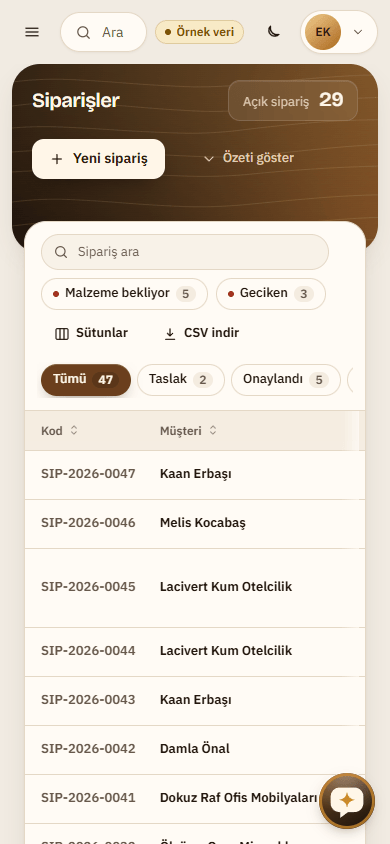 Ara
Örnek veri
EK
Siparişler
Açık sipariş 29
Yeni sipariş
Özeti göster
Sipariş ara
Malzeme bekliyor 5
Geciken 3
Sütunlar
CSV indir
Tümü 47
Taslak 2
Onaylandı 5
Kod
Müşteri
SIP-2026-0047 Kaan Erbaşı
SIP-2026-0046 Melis Kocabaş
SIP-2026-0045 Lacivert Kum Otelcilik
SIP-2026-0044 Lacivert Kum Otelcilik
SIP-2026-0043 Kaan Erbaşı
SIP-2026-0042 Damla Önal
SIP-2026-0041 Dokuz Raf Ofis Mobilyaları